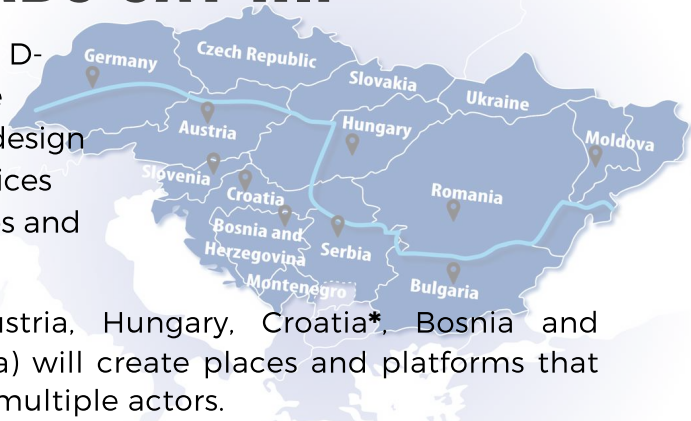 D-
design
ices
s and
Germany
Czech Republic
Slovakia
Ukraine
Austria
Hungary
Moldova
Slovenia
Croatia
Romania
Bosnia and
Herzegovina
Serbia
Montenegro
Bulgaria
ustria, Hungary, Croatia*, Bosnia and
a) will create places and platforms that
multiple actors.